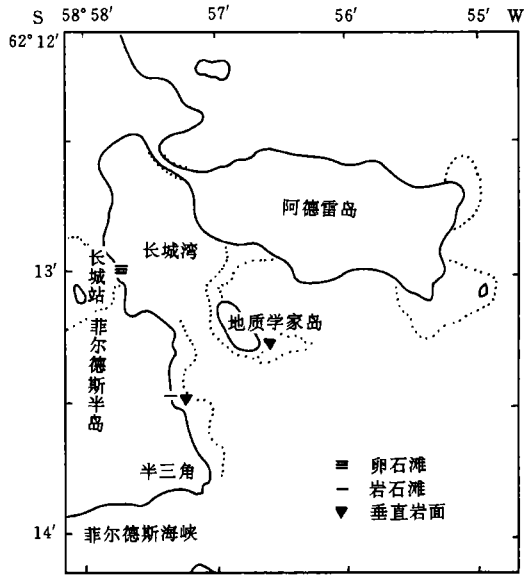 S 58°58′ 57′ 56′ 55′ W
62°12′
阿德雷岛
长城湾
13′
长城站
菲尔德斯半岛
地质学家岛
半三角
卵石滩
岩石滩
垂直岩面
14′
菲尔德斯海峡